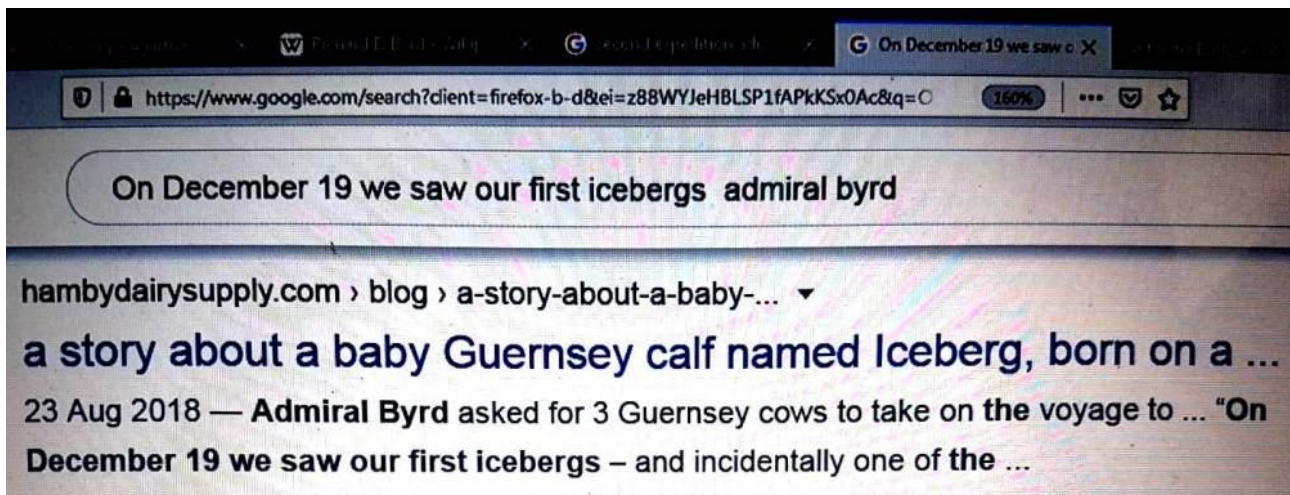 On December 19 we saw o
https://www.google.com/search?client=firefox-b-d&ei=z88WYJeHBLSP1fAPkKSx0Ac&q=O 160%
On December 19 we saw our first icebergs admiral byrd
hambydairysupply.com › blog › a-story-about-a-baby-...
a story about a baby Guernsey calf named Iceberg, born on a ...
23 Aug 2018 — Admiral Byrd asked for 3 Guernsey cows to take on the voyage to ... "On
December 19 we saw our first icebergs – and incidentally one of the ...